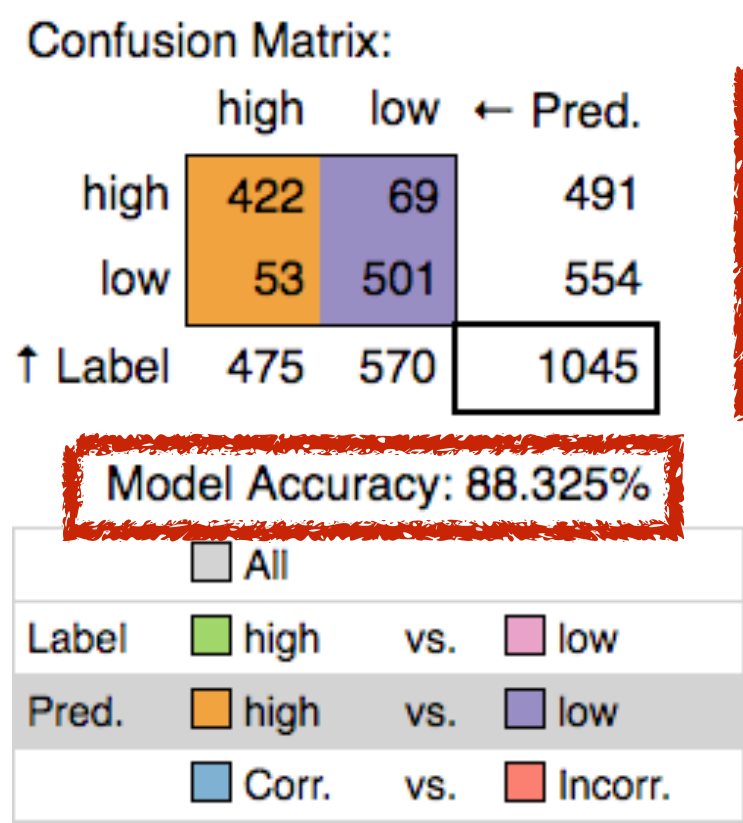 Confusion Matrix:
high low ← Pred.
high 422 69 491
low 53 501 554
↑ Label 475 570 1045
Model Accuracy: 88.325%
All
Label high vs. low
Pred. high vs. low
Corr. vs. Incorr.